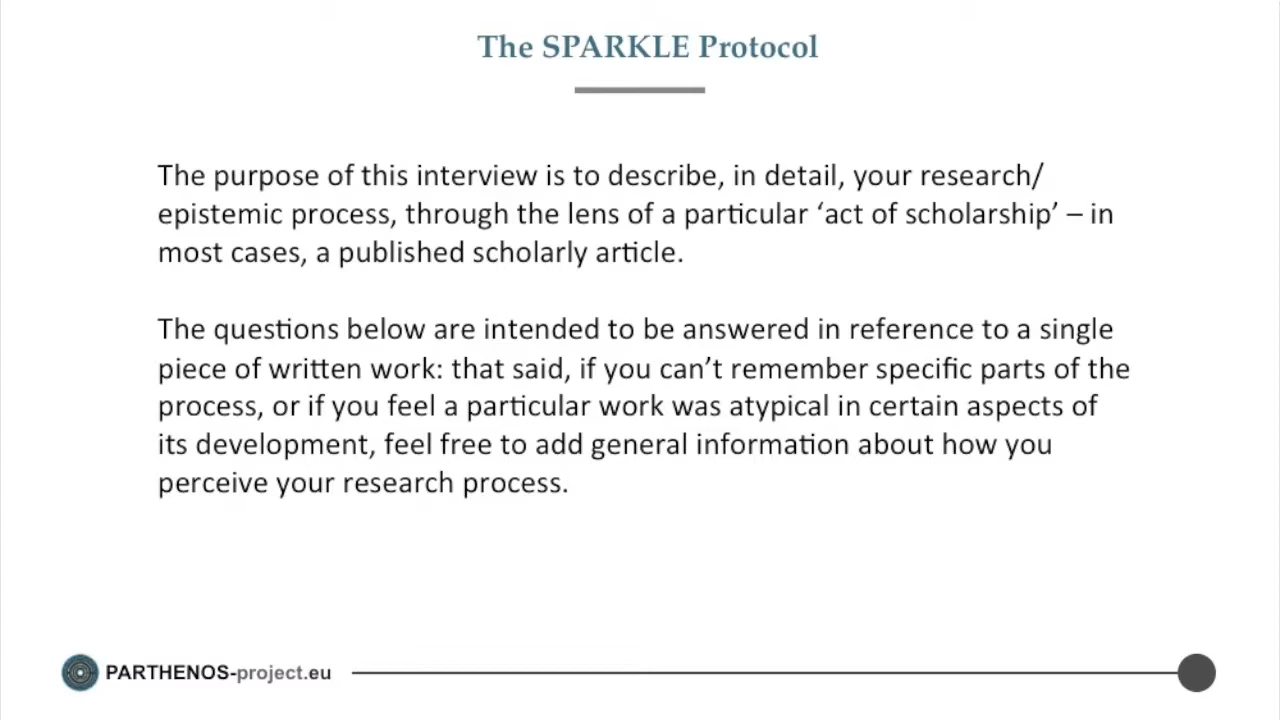 The SPARKLE Protocol
The purpose of this interview is to describe, in detail, your research/
epistemic process, through the lens of a particular ‘act of scholarship’ – in
most cases, a published scholarly article.
The questions below are intended to be answered in reference to a single
piece of written work: that said, if you can’t remember specific parts of the
process, or if you feel a particular work was atypical in certain aspects of
its development, feel free to add general information about how you
perceive your research process.
PARTHENOS-project.eu